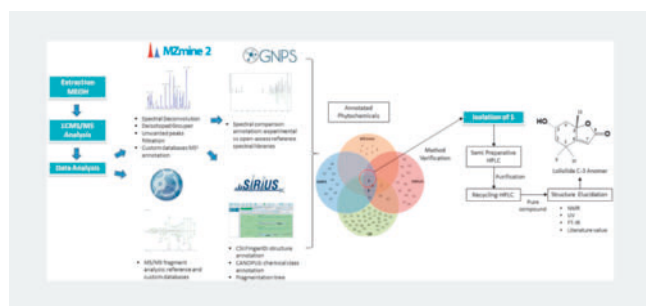 Extraction
MEOH
LCMS/MS
Analysis
Data Analysis
MZmine 2
Spectral Deconvolution
Deisotoped/Grouper
Unwanted peaks
filtration
Custom databases MS¹
annotation
MS/MS fragment
analysis: reference and
custom databases
GNPS
Spectral comparison
annotation: experimental
vs open-access reference
spectral libraries
SIRIUS
CSI:FingerID structure
annotation
CANOPUS: chemical class
annotation
Fragmentation trees
Annotated
Phytochemicals
Method
Verification
Isolation of 5
Semi Preparative
HPLC
Purification
Recycling HPLC
Pure
compound
HO
O
O
H
Loliolide C-3 Anomer
Structure Elucidation
NMR
UV
FT-IR
Literature value